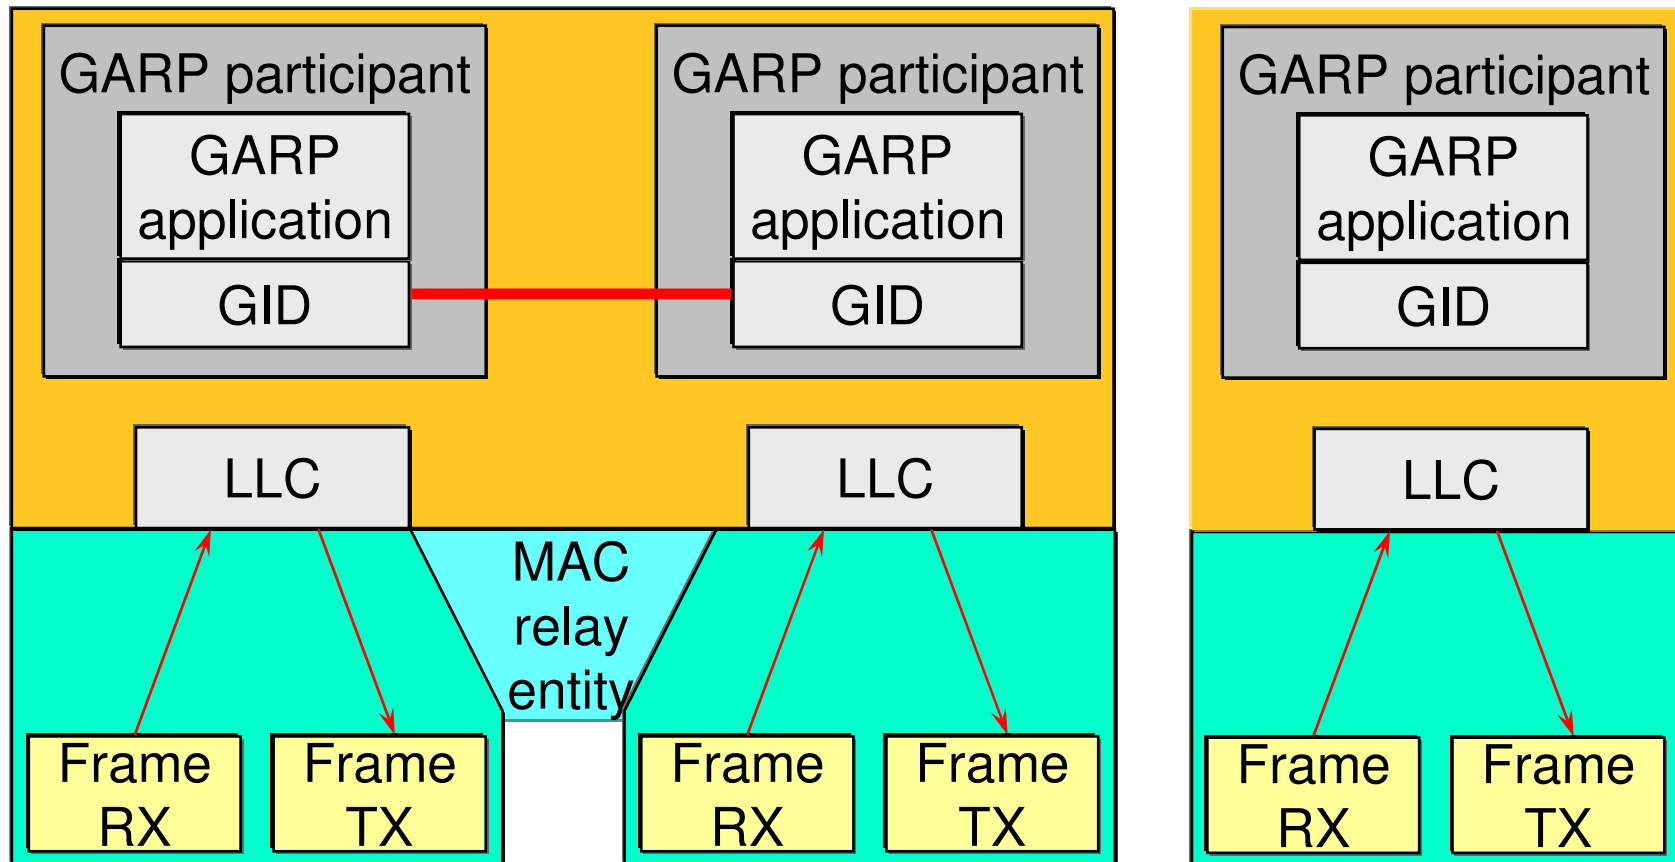 GARP participant
GARP
application
GID
LLC
Frame
RX
Frame
TX
MAC
relay
entity
GARP participant
GARP
application
GID
LLC
Frame
RX
Frame
TX
GARP participant
GARP
application
GID
LLC
Frame
RX
Frame
TX